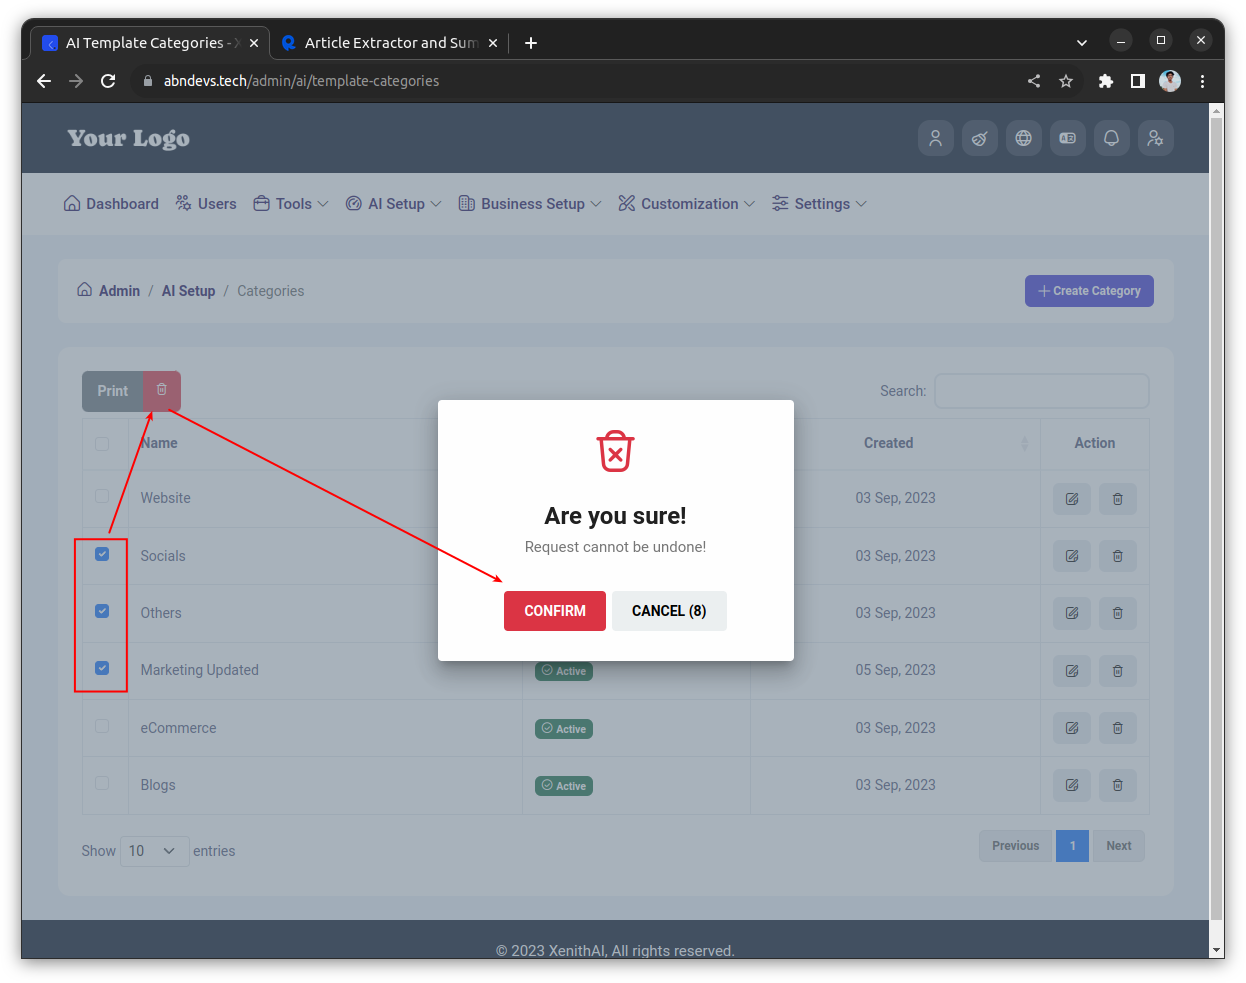 AI Template Categories - X
Article Extractor and Sum
abndevs.tech/admin/ai/template-categories
Your Logo
Dashboard Users Tools AI Setup Business Setup Customization Settings
Admin / AI Setup / Categories
Create Category
Print
Search:
Name Created Action
Website 03 Sep, 2023
Socials 03 Sep, 2023
Others 03 Sep, 2023
Marketing Updated Active 05 Sep, 2023
eCommerce Active 03 Sep, 2023
Blogs Active 03 Sep, 2023
Are you sure!
Request cannot be undone!
CONFIRM CANCEL (8)
Show 10 entries
Previous 1 Next
© 2023 XenithAI, All rights reserved.